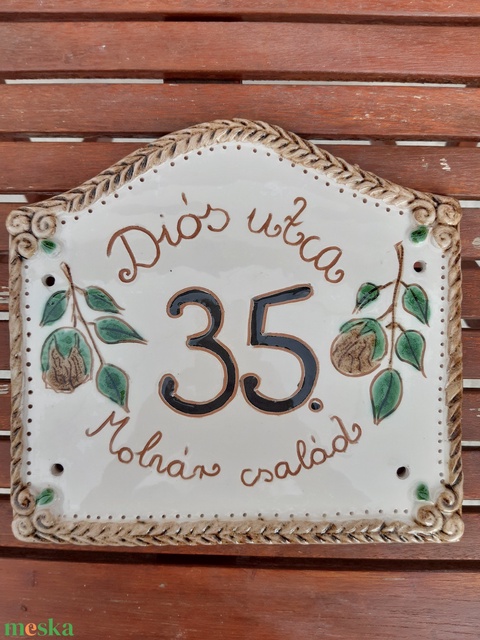 Diós utca
35.
Molnár család
meska